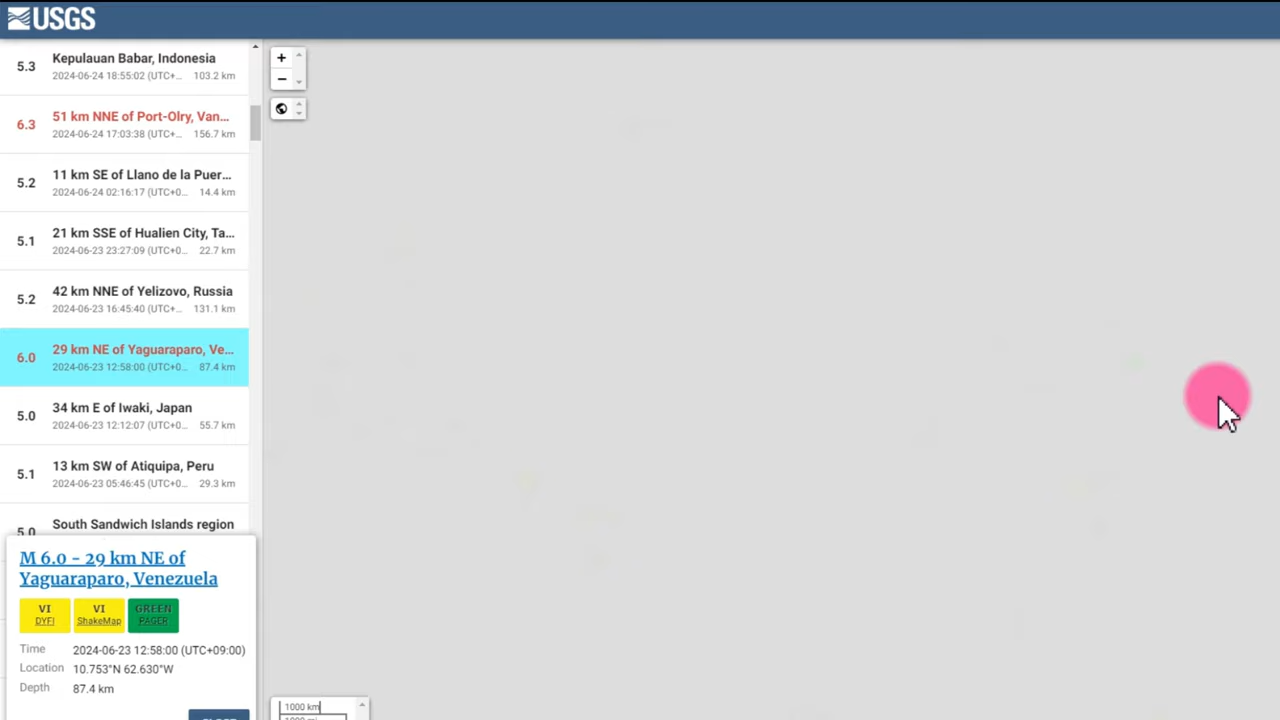 USGS
5.3 Kepulauan Babar, Indonesia
2024-06-24 18:55:02 (UTC+... 103.2 km
6.3 51 km NNE of Port-Olry, Van...
2024-06-24 17:03:38 (UTC+... 156.7 km
5.2 11 km SE of Llano de la Puer...
2024-06-24 02:16:17 (UTC+0... 14.4 km
5.1 21 km SSE of Hualien City, Ta...
2024-06-23 23:27:09 (UTC+0... 22.7 km
5.2 42 km NNE of Yelizovo, Russia
2024-06-23 16:45:40 (UTC+... 131.1 km
6.0 29 km NE of Yaguaraparo, Ve...
2024-06-23 12:58:00 (UTC+0... 87.4 km
5.0 34 km E of Iwaki, Japan
2024-06-23 12:12:07 (UTC+0... 55.7 km
5.1 13 km SW of Atiquipa, Peru
2024-06-23 05:46:45 (UTC+0... 29.3 km
5.0 South Sandwich Islands region
M 6.0 - 29 km NE of
Yaguaraparo, Venezuela
VI VI GREEN
DYFI ShakeMap PAGER
Time 2024-06-23 12:58:00 (UTC+09:00)
Location 10.753°N 62.630°W
Depth 87.4 km
+
−
1000 km